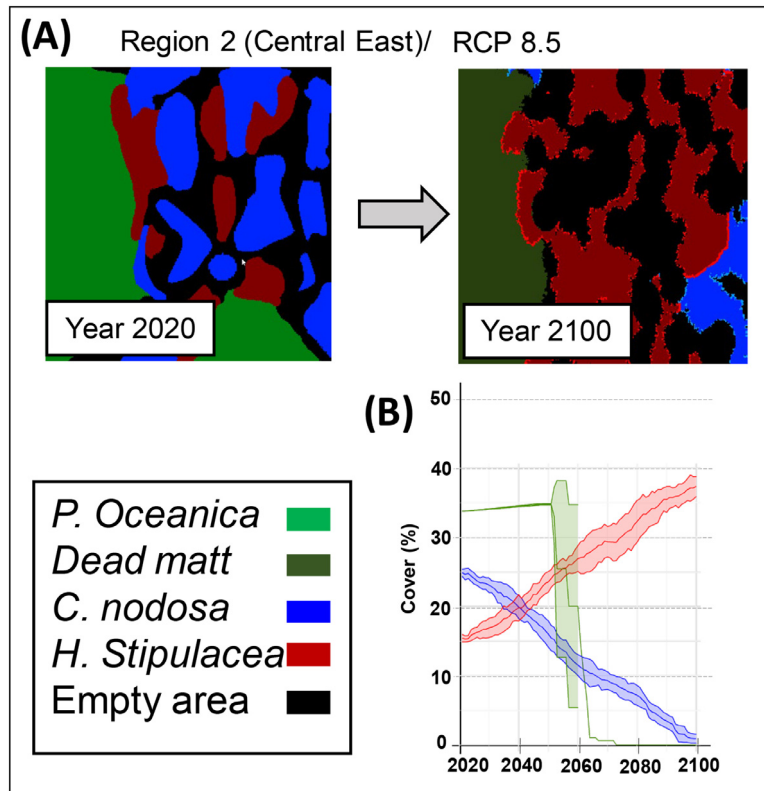 (A) Region 2 (Central East)/ RCP 8.5
Year 2020
Year 2100
(B)
P. Oceanica
Dead matt
C. nodosa
H. Stipulacea
Empty area
Cover (%)
50
40
30
20
10
0
2020 2040 2060 2080 2100